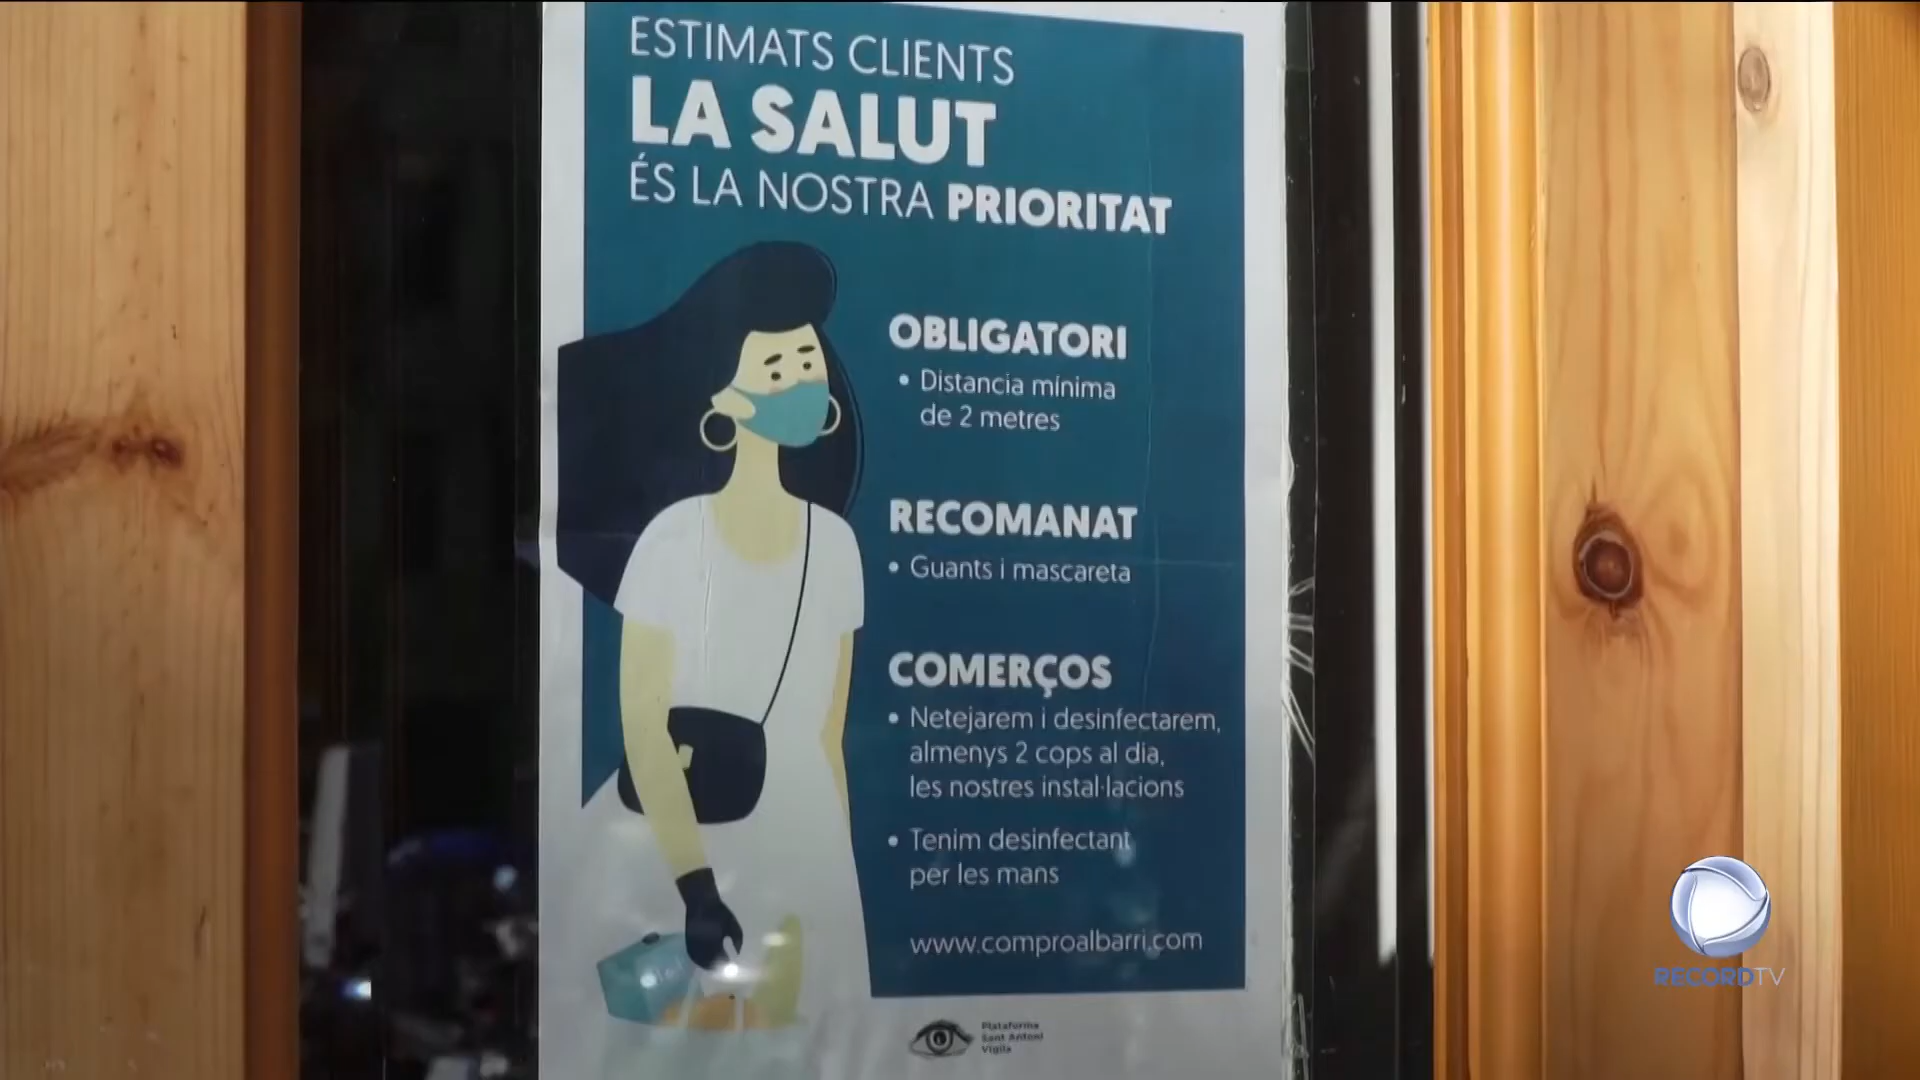 ESTIMATS CLIENTS
LA SALUT
ÉS LA NOSTRA PRIORITAT
OBLIGATORI
• Distancia mínima
de 2 metres
RECOMANAT
• Guants i mascareta
COMERÇOS
• Netejarem i desinfectarem,
almenys 2 cops al dia,
les nostres instal·lacions
• Tenim desinfectant
per les mans
www.comproalbarri.com
Plataforma
Sant Antoni
Vigila
RECORDTV